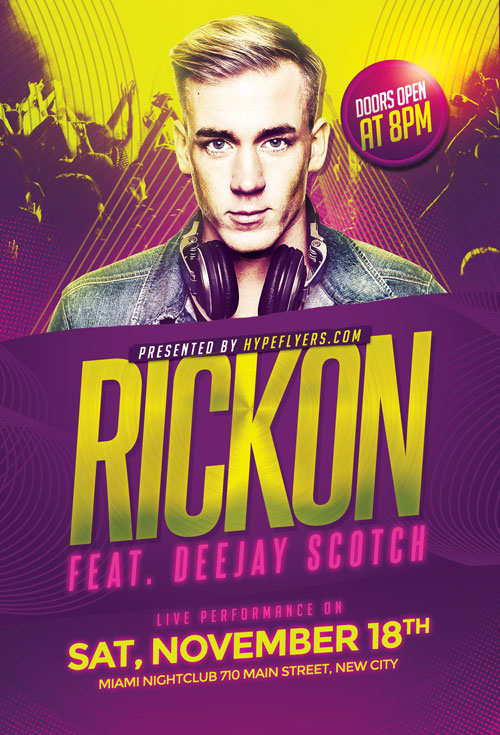 DOORS OPEN
AT 8PM
PRESENTED BY HYPEFLYERS.COM
RICKON
FEAT. DEEJAY SCOTCH
LIVE PERFORMANCE ON
SAT, NOVEMBER 18TH
MIAMI NIGHTCLUB 710 MAIN STREET, NEW CITY